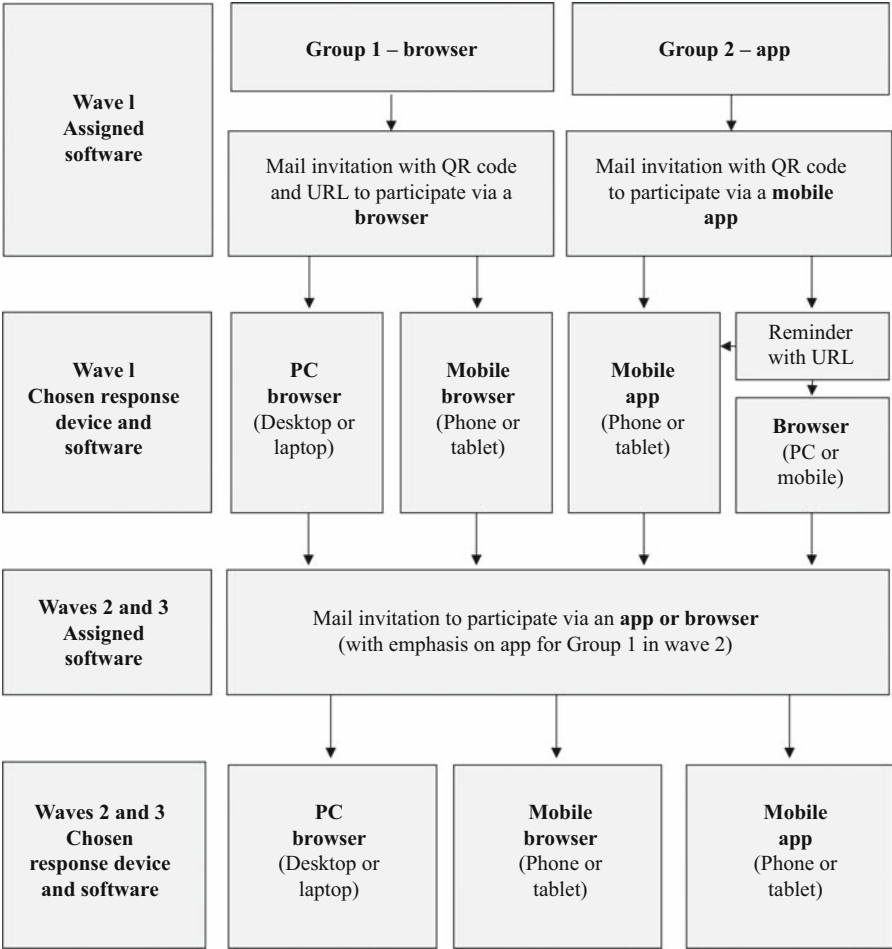 Wave l
Assigned
software
Group 1 – browser
Group 2 – app
Mail invitation with QR code
and URL to participate via a
browser
Mail invitation with QR code
to participate via a mobile
app
Wave l
Chosen response
device and
software
PC
browser
(Desktop or
laptop)
Mobile
browser
(Phone or
tablet)
Mobile
app
(Phone or
tablet)
Reminder
with URL
Browser
(PC or
mobile)
Waves 2 and 3
Assigned
software
Mail invitation to participate via an app or browser
(with emphasis on app for Group 1 in wave 2)
Waves 2 and 3
Chosen
response device
and software
PC
browser
(Desktop or
laptop)
Mobile
browser
(Phone or
tablet)
Mobile
app
(Phone or
tablet)